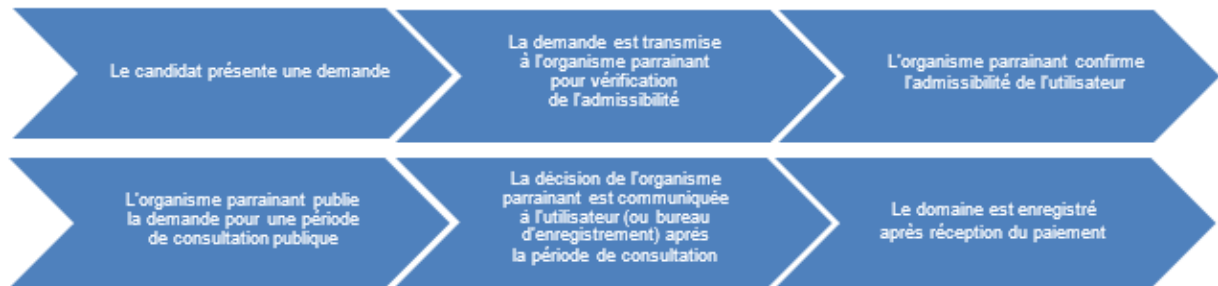 Le candidat présente une demande
La demande est transmise
à l'organisme parrainant
pour vérification
de l'admissibilité
L'organisme parrainant confirme
l'admissibilité de l'utilisateur
L'organisme parrainant publie
la demande pour une période
de consultation publique
La décision de l'organisme
parrainant est communiquée
à l'utilisateur (ou bureau
d'enregistrement) après
la période de consultation
Le domaine est enregistré
après réception du paiement